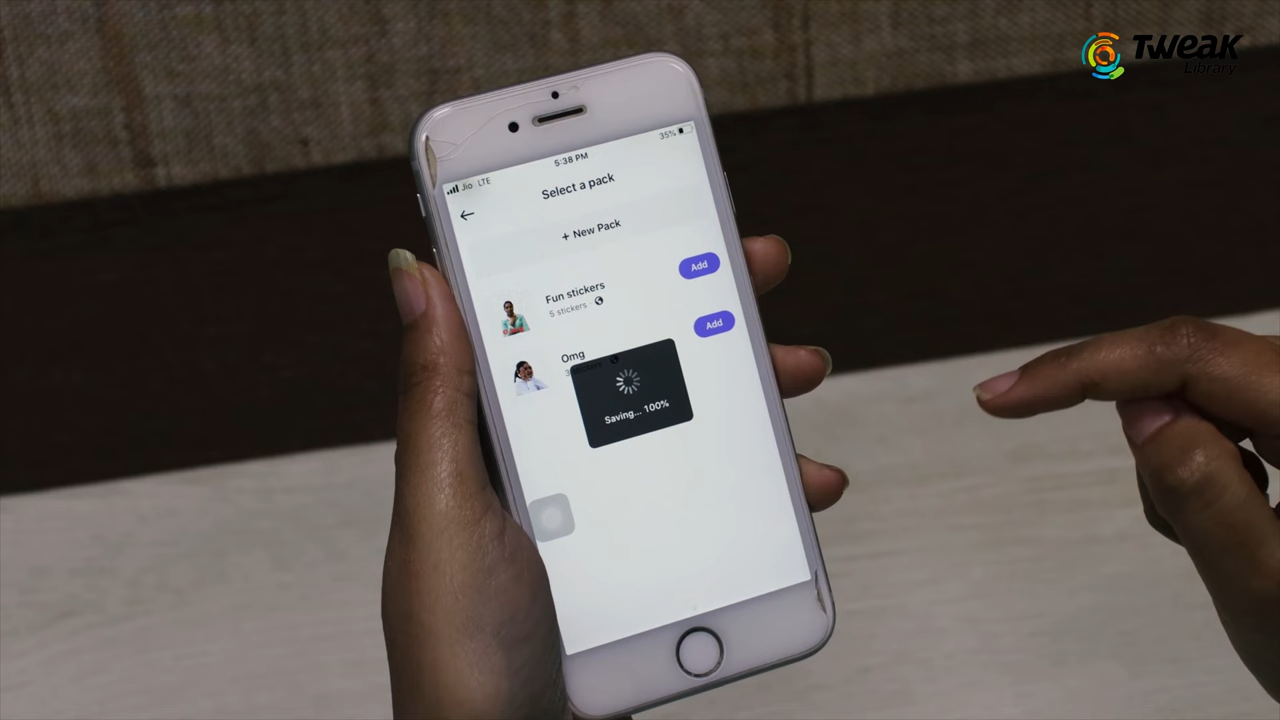 TWEAK
Library
35%
5:38 PM
Jio LTE
Select a pack
+ New Pack
Add
Fun stickers
5 stickers
Add
Omg
Saving... 100%